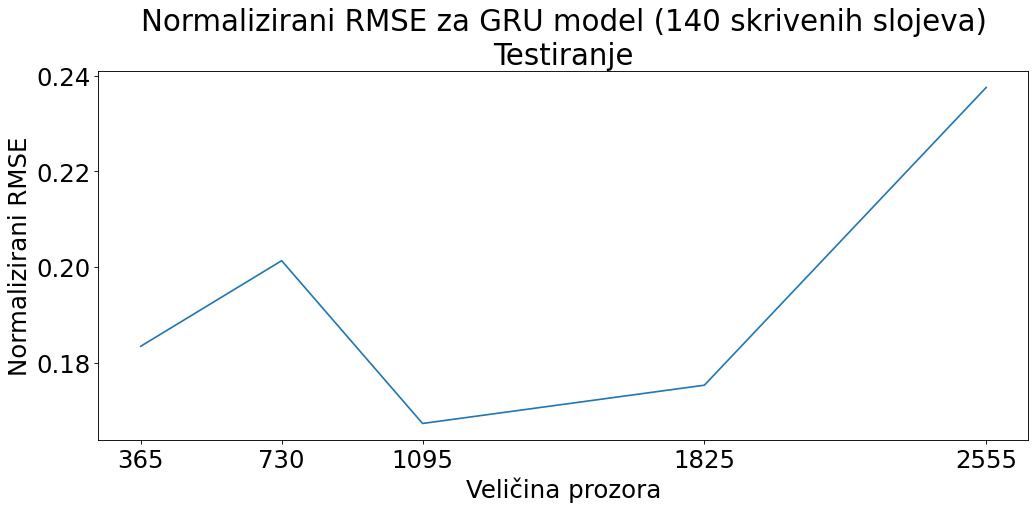 Normalizirani RMSE za GRU model (140 skrivenih slojeva)
Testiranje
Normalizirani RMSE
0.24
0.22
0.20
0.18
365 730 1095 1825 2555
Veličina prozora